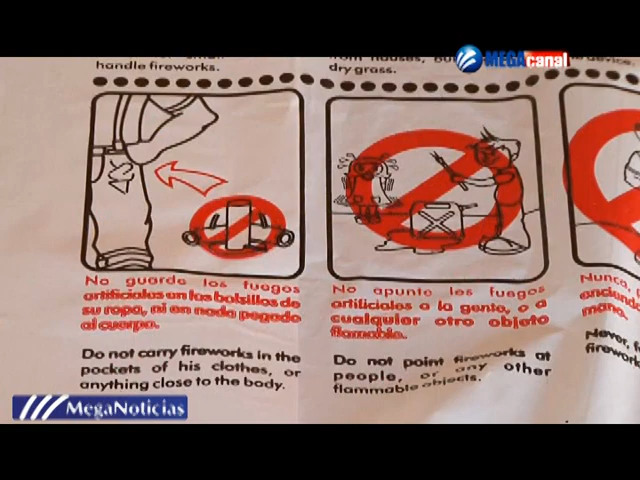 handle fireworks.
dry grass.
MEGAcanal
No guarde los fuegos
artificiales en los bolsillos de
su ropa, ni en nada pegado
al cuerpo.
Do not carry fireworks in the
pockets of his clothes, or
anything close to the body.
No apunte los fuegos
artificiales a la gente, o a
cualquier otro objeto
flamable.
Do not point fireworks at
people, or any other
flammable objects.
Nunca,
enciend
mano.
Never,
firework
MegaNoticias